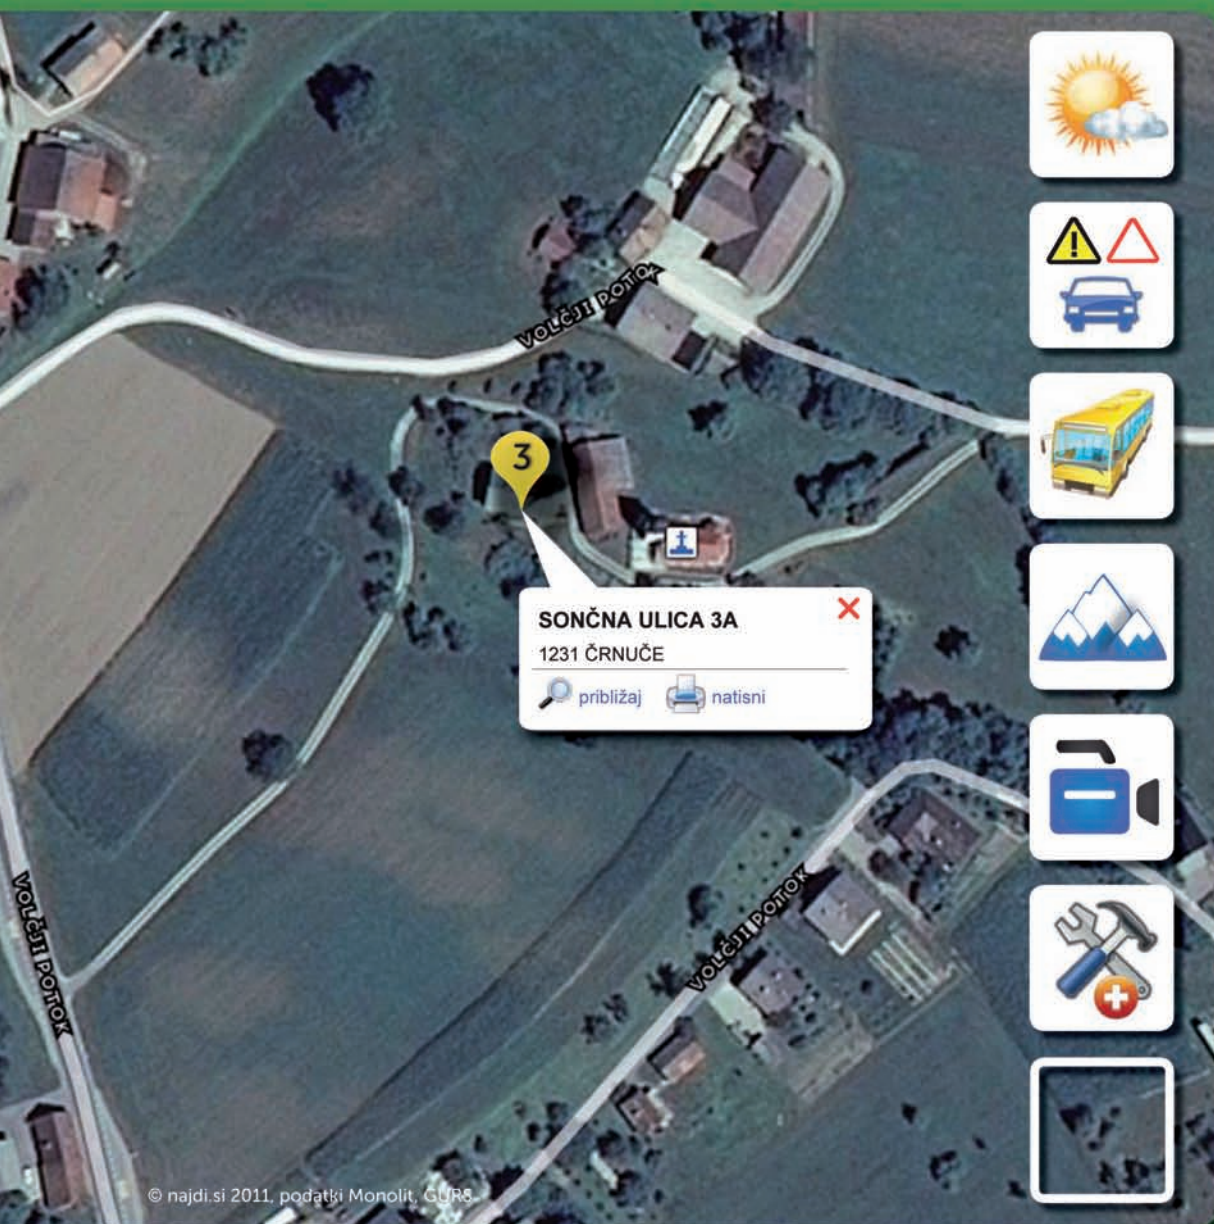 VOLČJI POTOK
3
SONČNA ULICA 3A
1231 ČRNUČE
približaj natisni
VOLČJI POTOK
VOLČJI POTOK
© najdi.si 2011, podatki Monolit, GURS